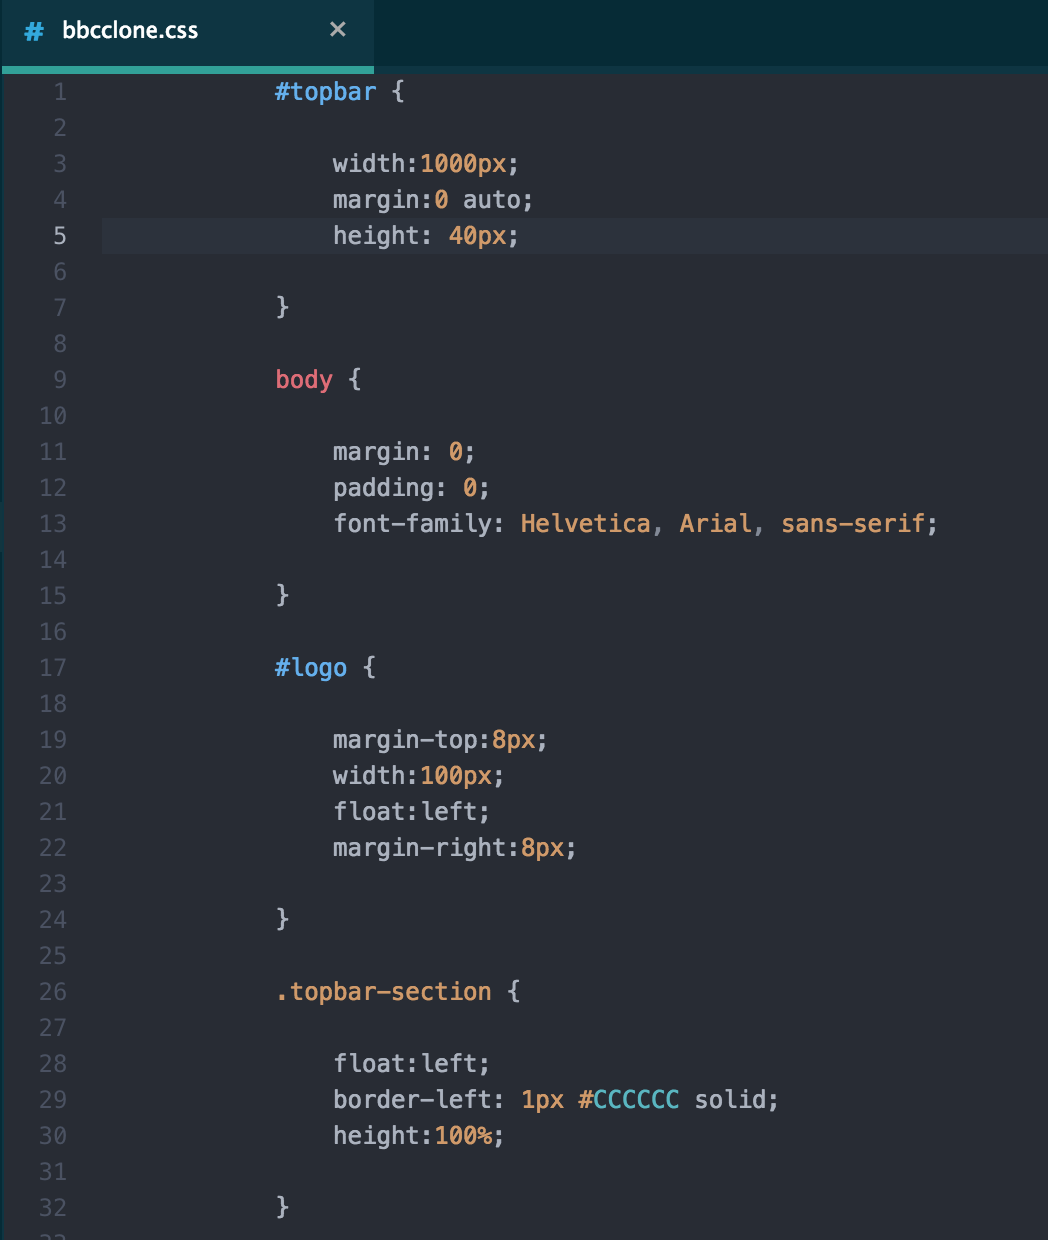 # bbcclone.css ×
1 #topbar {
2
3 width:1000px;
4 margin:0 auto;
5 height: 40px;
6
7 }
8
9 body {
10
11 margin: 0;
12 padding: 0;
13 font-family: Helvetica, Arial, sans-serif;
14
15 }
16
17 #logo {
18
19 margin-top:8px;
20 width:100px;
21 float:left;
22 margin-right:8px;
23
24 }
25
26 .topbar-section {
27
28 float:left;
29 border-left: 1px #CCCCCC solid;
30 height:100%;
31
32 }